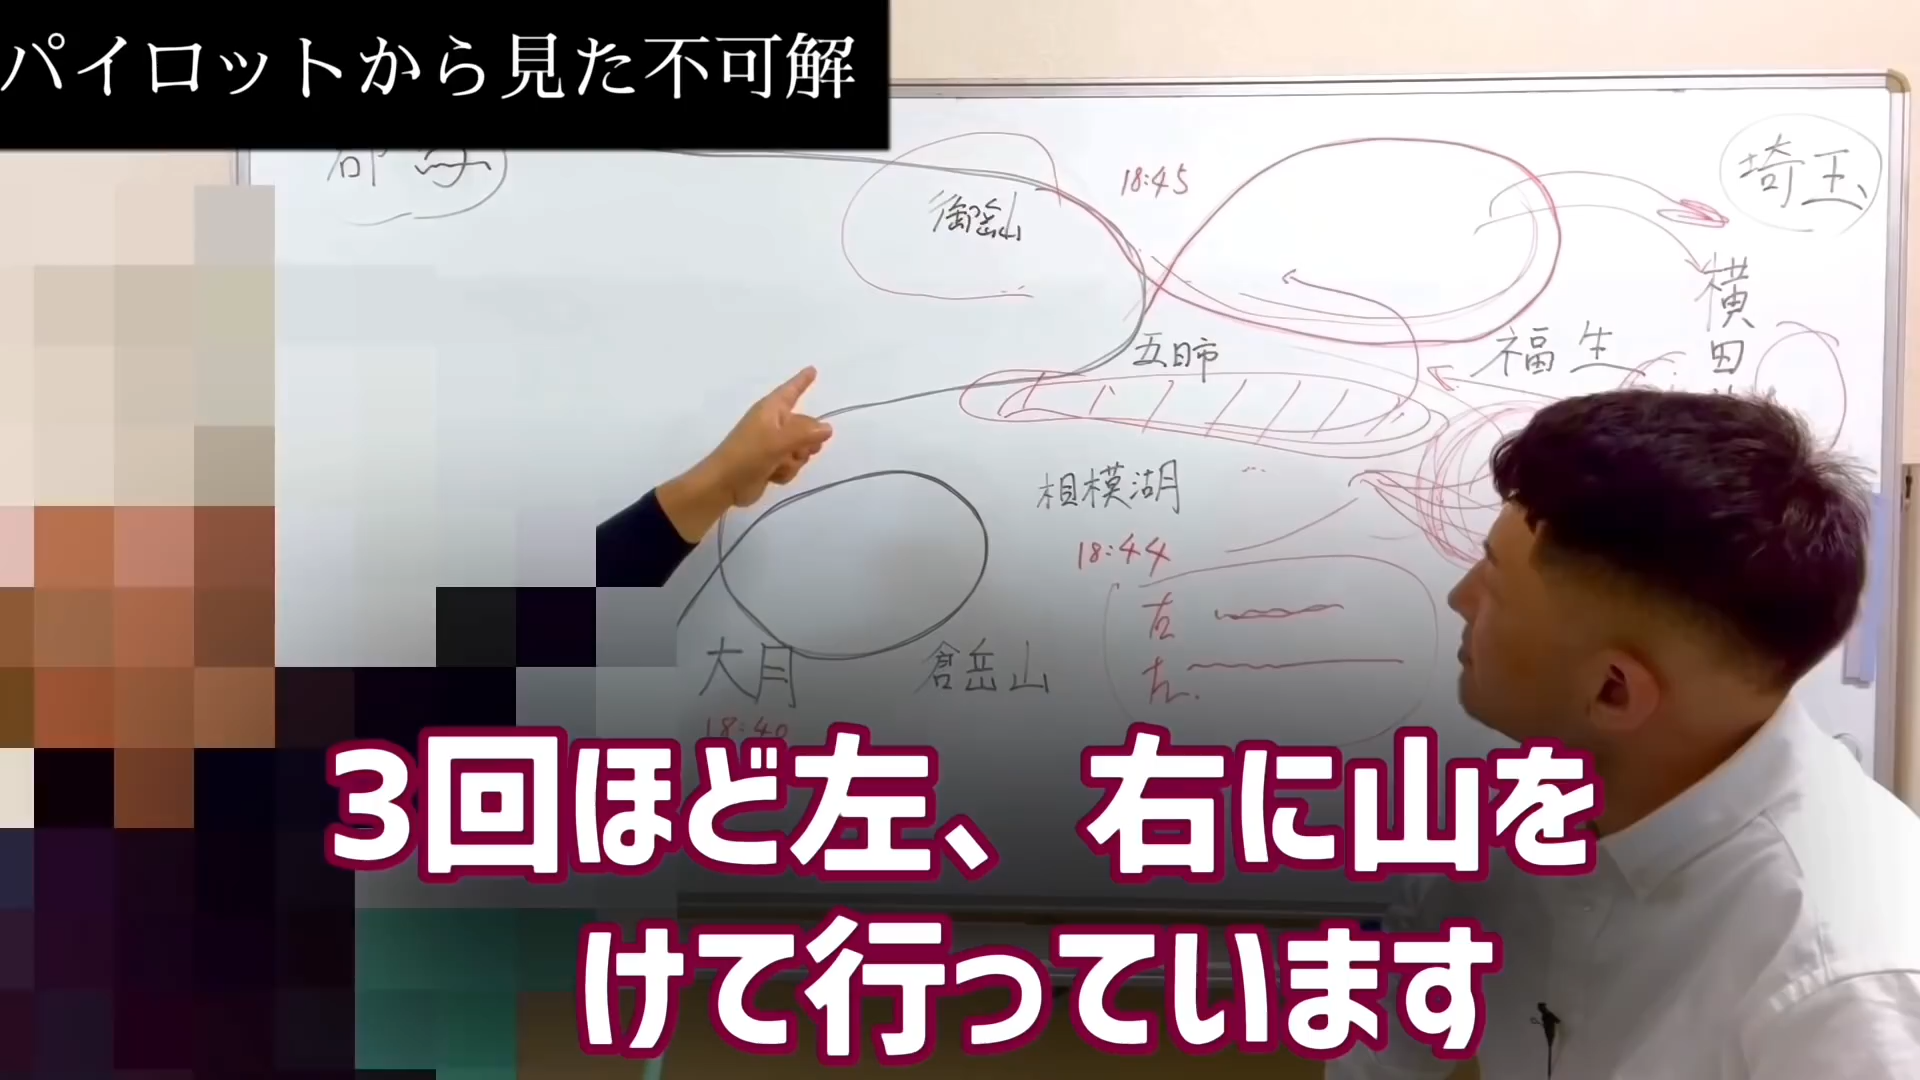 パイロットから見た不可解
埼玉
御岳山
18:45
横田
福生
五日市
相模湖
18:44
左
右
大月
倉岳山
18:40
3回ほど左、右に山を
けて行っています